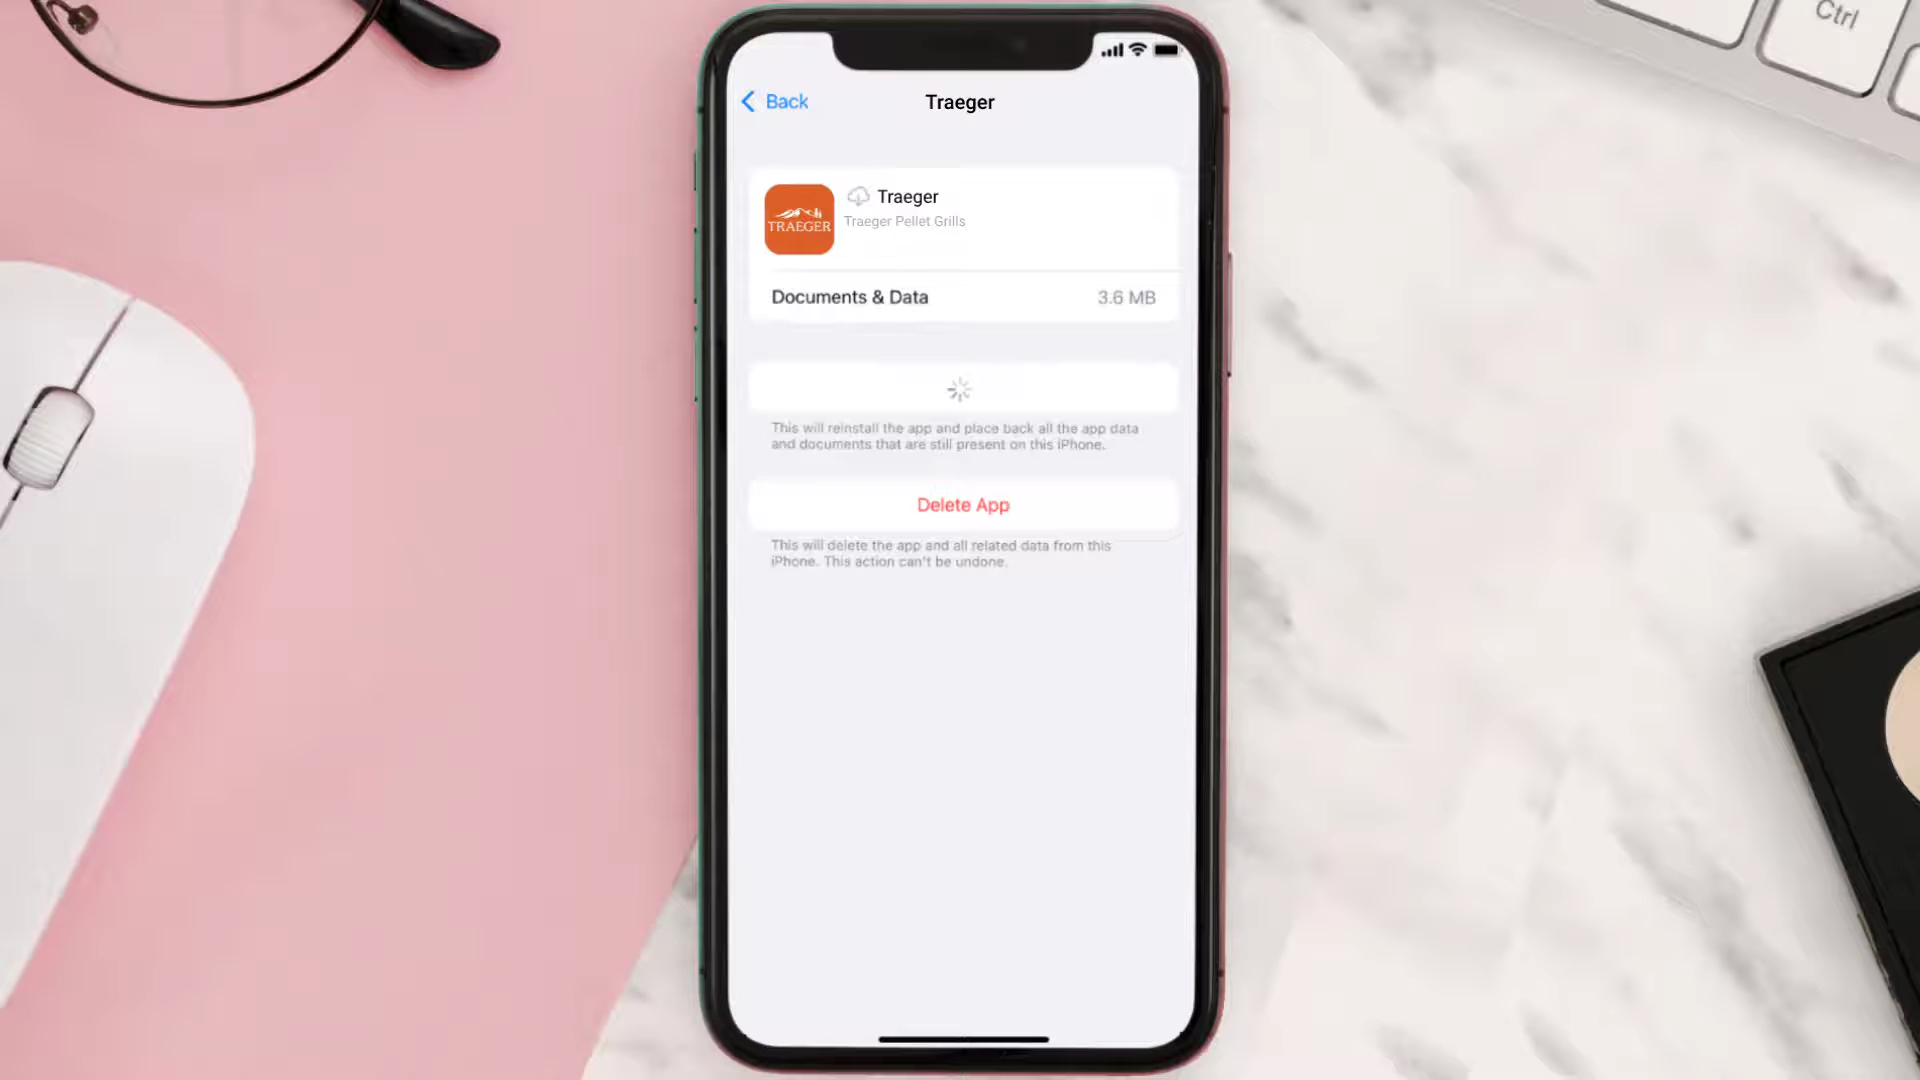 Ctrl
Back
Traeger
Traeger
Traeger Pellet Grills
TRAEGER
Documents & Data
3.6 MB
This will reinstall the app and place back all the app data
and documents that are still present on this iPhone.
Delete App
This will delete the app and all related data from this
iPhone. This action can't be undone.